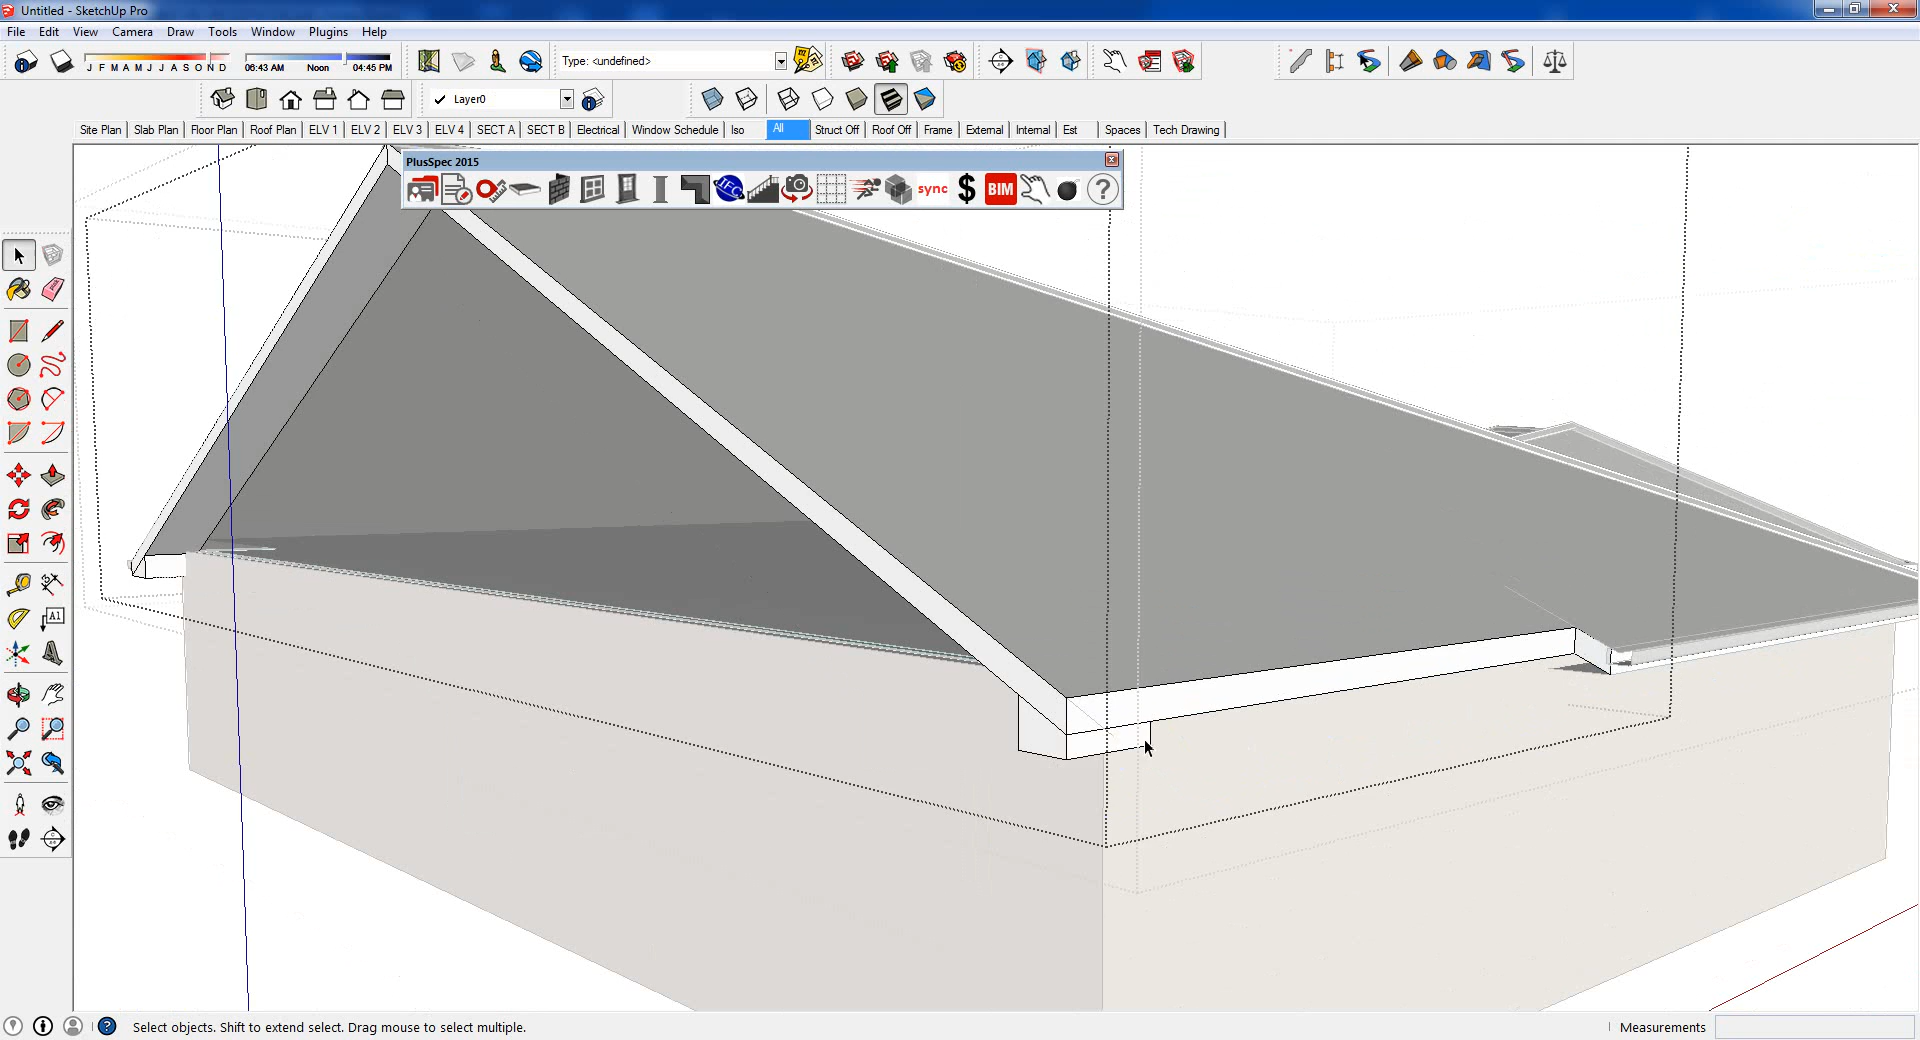 Untitled - SketchUp Pro
File Edit View Camera Draw Tools Window Plugins Help
J F M A M J J A S O N D
06:43 AM Noon 04:45 PM
Type: <undefined>
Layer0
Site Plan Slab Plan Floor Plan Roof Plan ELV 1 ELV 2 ELV 3 ELV 4 SECT A SECT B Electrical Window Schedule Iso All Struct Off Roof Off Frame External Internal Est Spaces Tech Drawing
PlusSpec 2015
IFC sync $ BIM ?
A1
Select objects. Shift to extend select. Drag mouse to select multiple.
Measurements